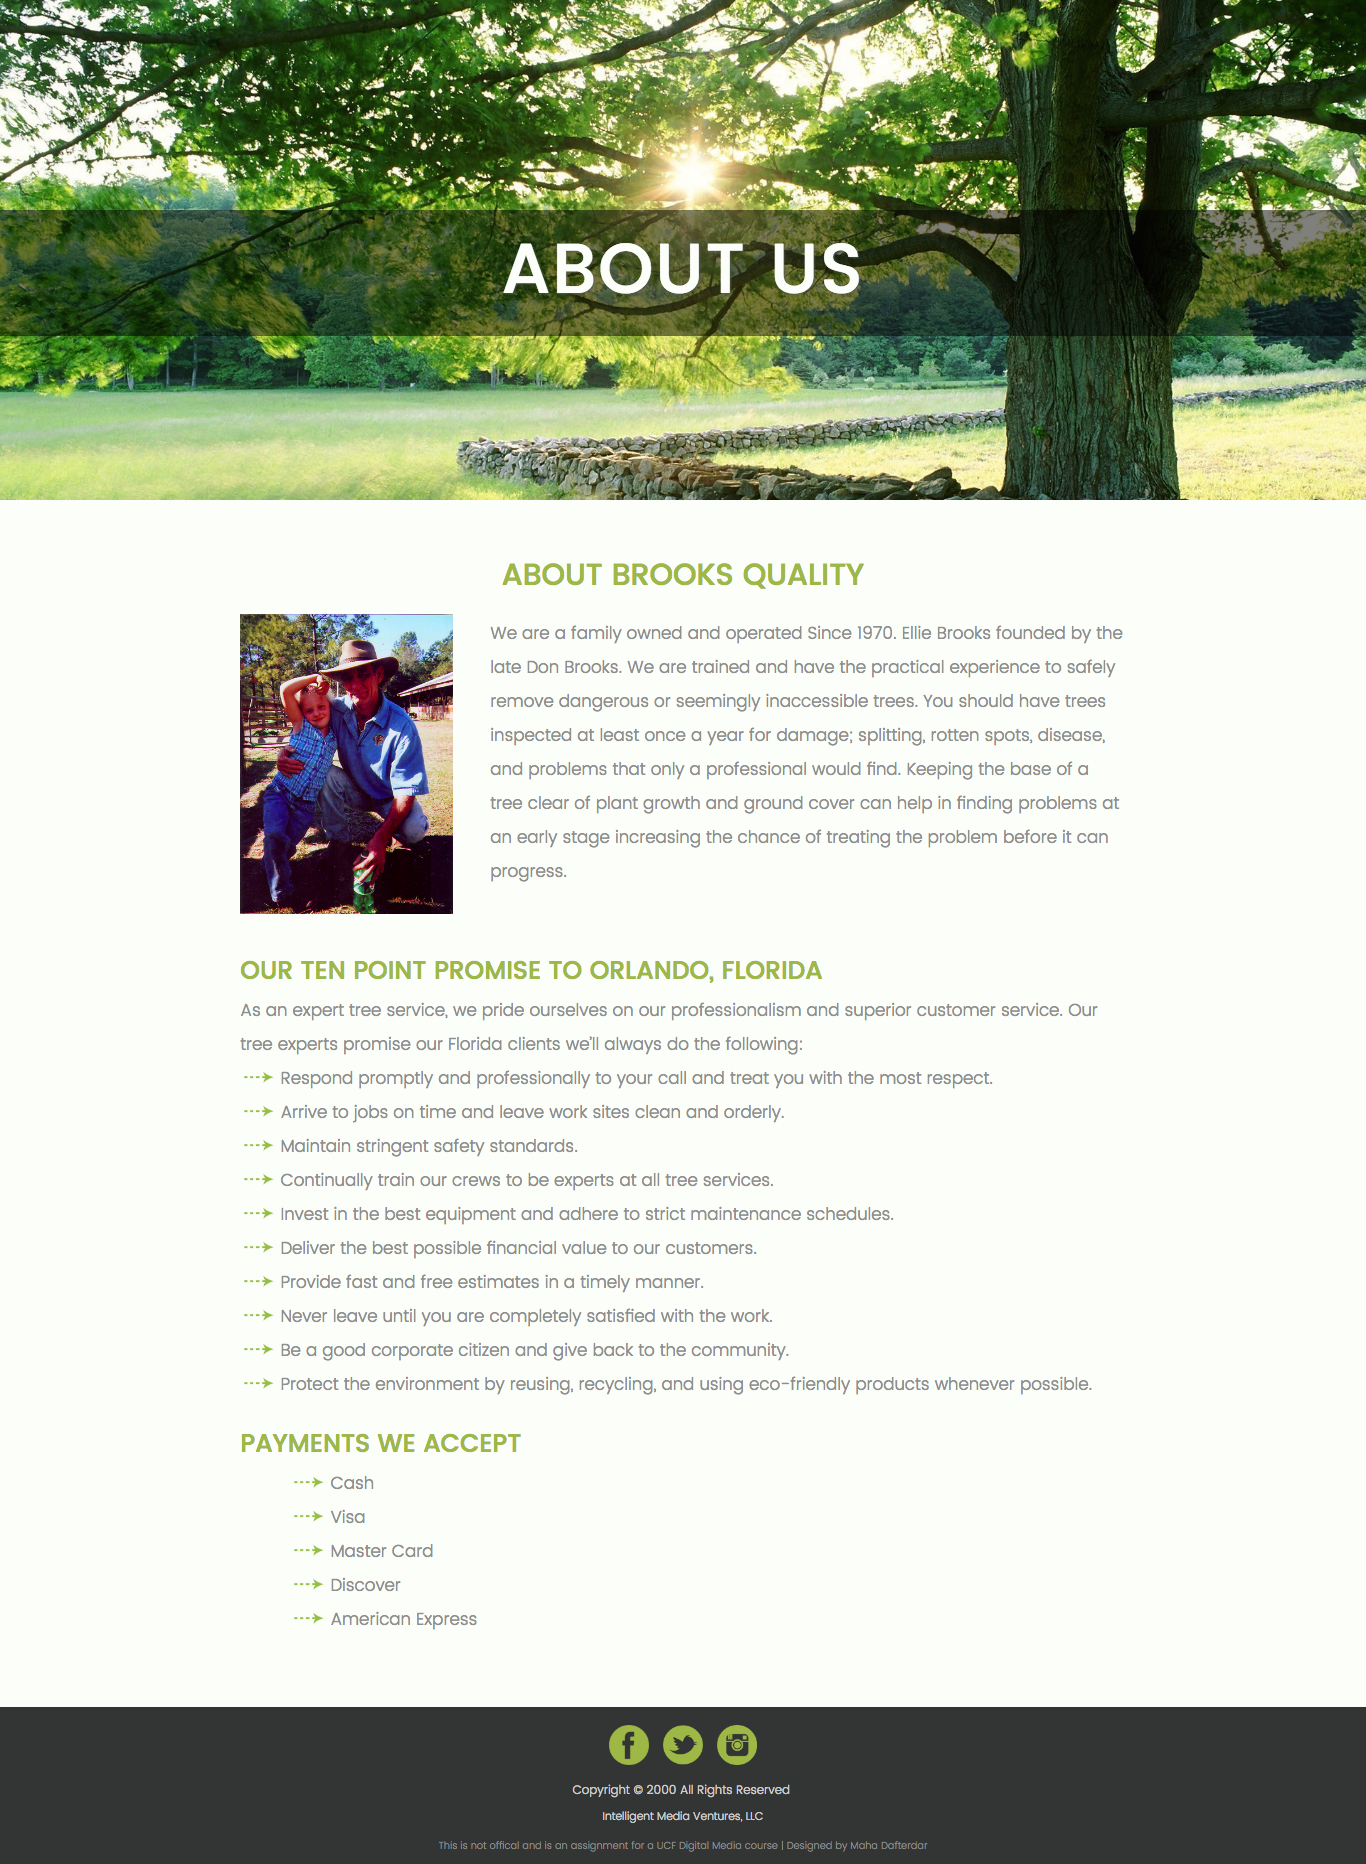 ABOUT US
ABOUT BROOKS QUALITY
We are a family owned and operated Since 1970. Ellie Brooks founded by the
late Don Brooks. We are trained and have the practical experience to safely
remove dangerous or seemingly inaccessible trees. You should have trees
inspected at least once a year for damage; splitting, rotten spots, disease,
and problems that only a professional would find. Keeping the base of a
tree clear of plant growth and ground cover can help in finding problems at
an early stage increasing the chance of treating the problem before it can
progress.
OUR TEN POINT PROMISE TO ORLANDO, FLORIDA
As an expert tree service, we pride ourselves on our professionalism and superior customer service. Our
tree experts promise our Florida clients we'll always do the following:
Respond promptly and professionally to your call and treat you with the most respect.
Arrive to jobs on time and leave work sites clean and orderly.
Maintain stringent safety standards.
Continually train our crews to be experts at all tree services.
Invest in the best equipment and adhere to strict maintenance schedules.
Deliver the best possible financial value to our customers.
Provide fast and free estimates in a timely manner.
Never leave until you are completely satisfied with the work.
Be a good corporate citizen and give back to the community.
Protect the environment by reusing, recycling, and using eco-friendly products whenever possible.
PAYMENTS WE ACCEPT
Cash
Visa
Master Card
Discover
American Express
Copyright © 2000 All Rights Reserved
Intelligent Media Ventures, LLC
This is not offical and is an assignment for a UCF Digital Media course | Designed by Maha Dafterdar